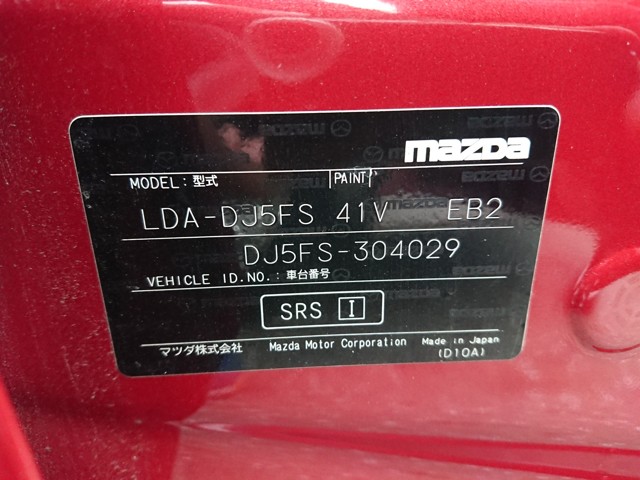 mazda
MODEL: 型式 PAINT
LDA-DJ5FS 41V EB2
DJ5FS-304029
VEHICLE ID.NO.: 車台番号
SRS I
マツダ株式会社 Mazda Motor Corporation Made in Japan
(D10A)